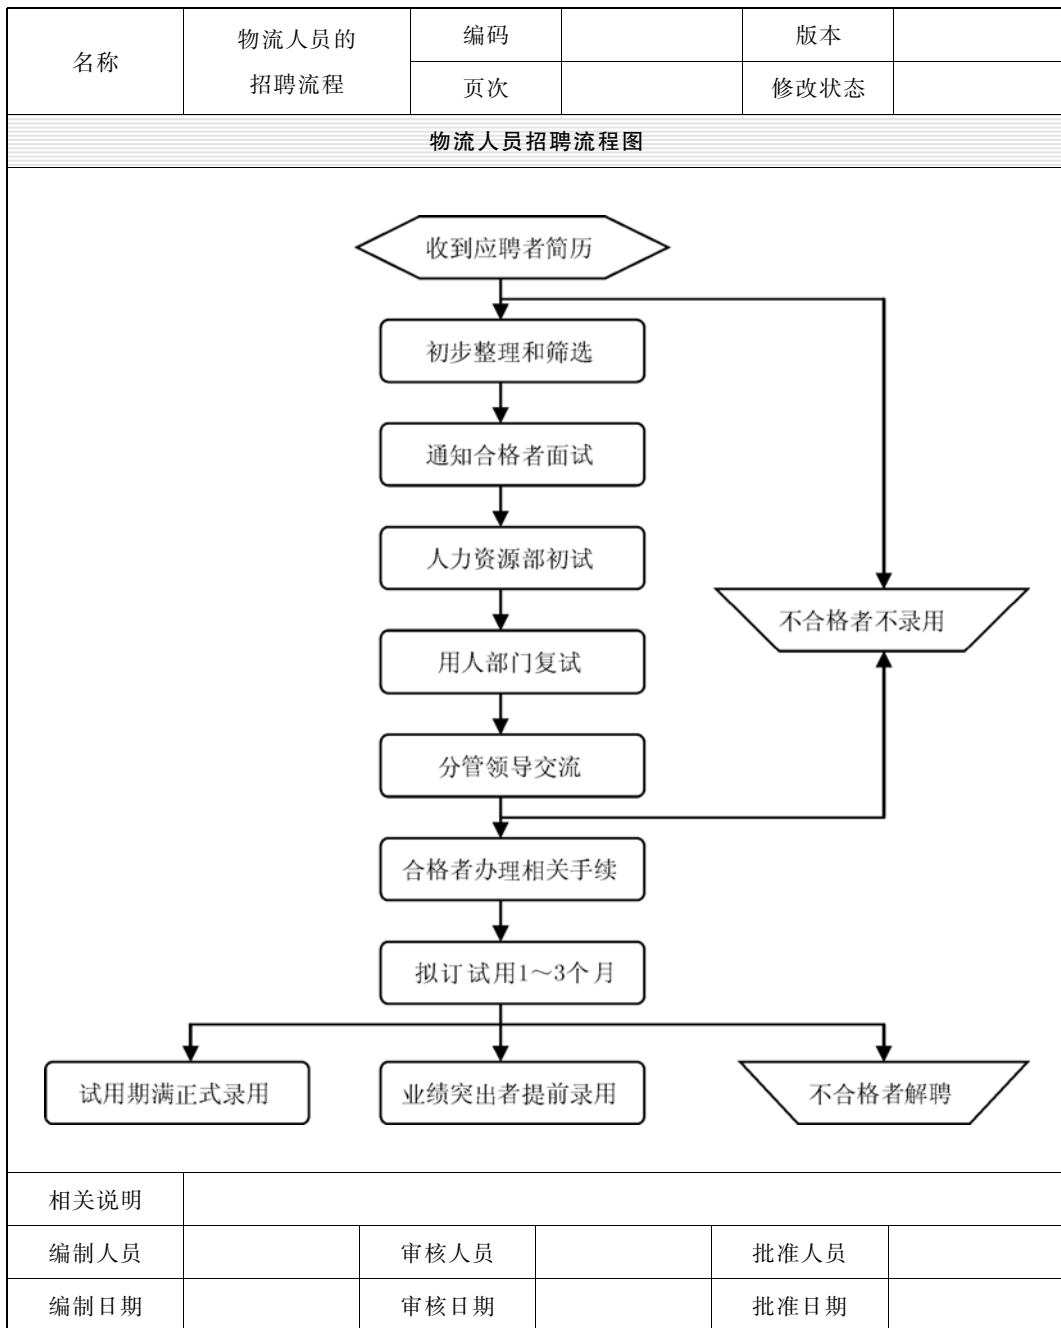 名称
物流人员的
招聘流程
编码
版本
页次
修改状态
物流人员招聘流程图
收到应聘者简历
初步整理和筛选
通知合格者面试
人力资源部初试
不合格者不录用
用人部门复试
分管领导交流
合格者办理相关手续
拟订试用1～3个月
试用期满正式录用
业绩突出者提前录用
不合格者解聘
相关说明
编制人员
审核人员
批准人员
编制日期
审核日期
批准日期